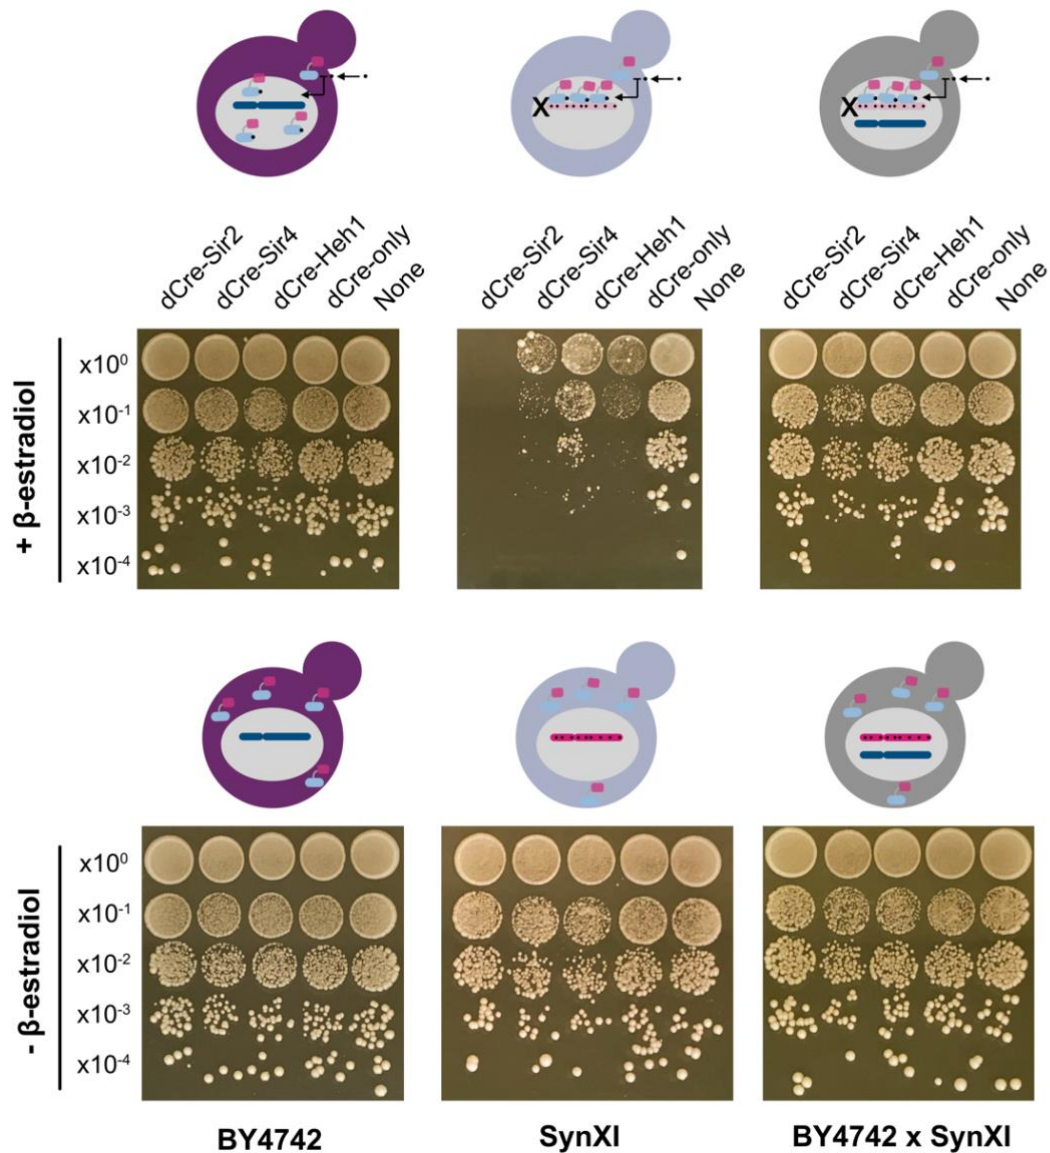 X
X
dCre-Sir2
dCre-Sir4
dCre-Heh1
dCre-only
None
dCre-Sir2
dCre-Sir4
dCre-Heh1
dCre-only
None
dCre-Sir2
dCre-Sir4
dCre-Heh1
dCre-only
None
+ β-estradiol
x10⁰
x10⁻¹
x10⁻²
x10⁻³
x10⁻⁴
- β-estradiol
x10⁰
x10⁻¹
x10⁻²
x10⁻³
x10⁻⁴
BY4742
SynXI
BY4742 x SynXI